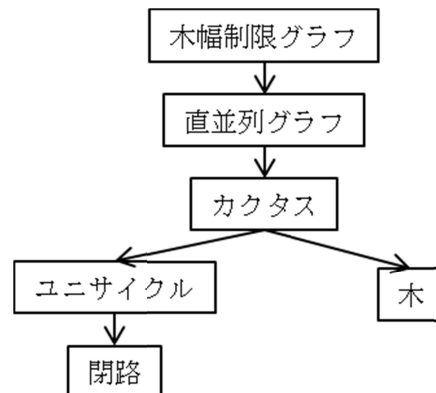 木幅制限グラフ
直並列グラフ
カクタス
ユニサイクル
木
閉路